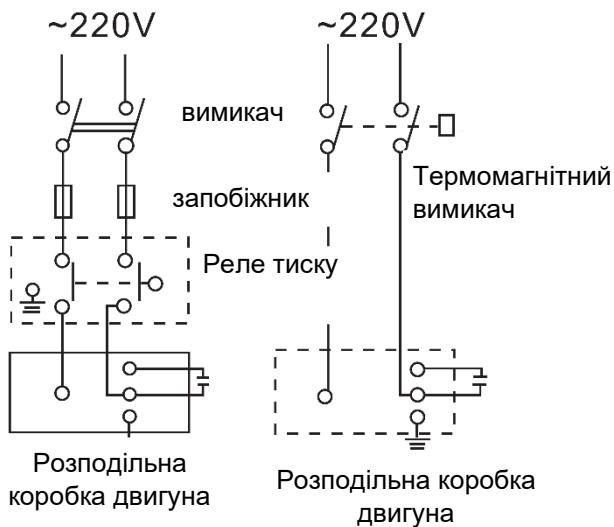 ~220V
вимикач
запобіжник
Реле тиску
Розподільна
коробка двигуна
~220V
Термомагнітний
вимикач
Розподільна коробка
двигуна